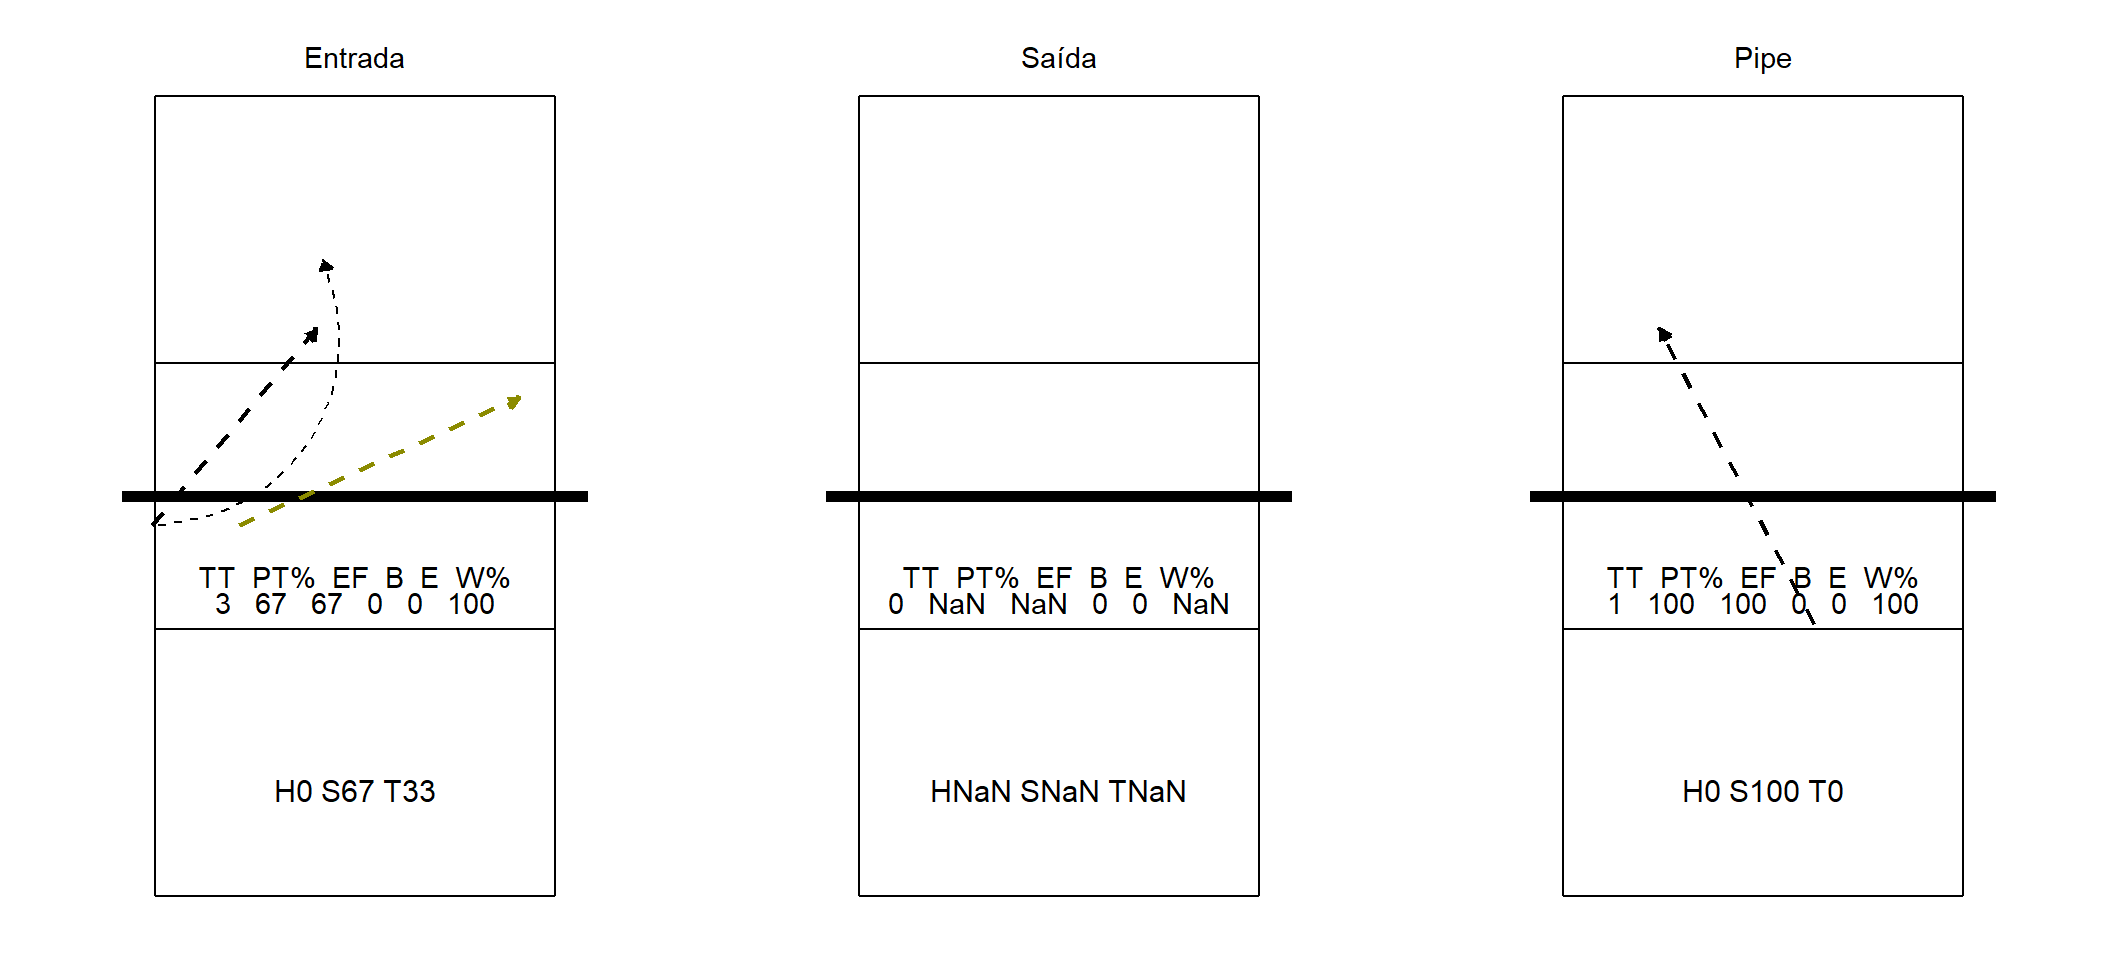 Entrada
TT PT% EF B E W%
3 67 67 0 0 100
H0 S67 T33
Saída
TT PT% EF B E W%
0 NaN NaN 0 0 NaN
HNaN SNaN TNaN
Pipe
TT PT% EF B E W%
1 100 100 0 0 100
H0 S100 T0